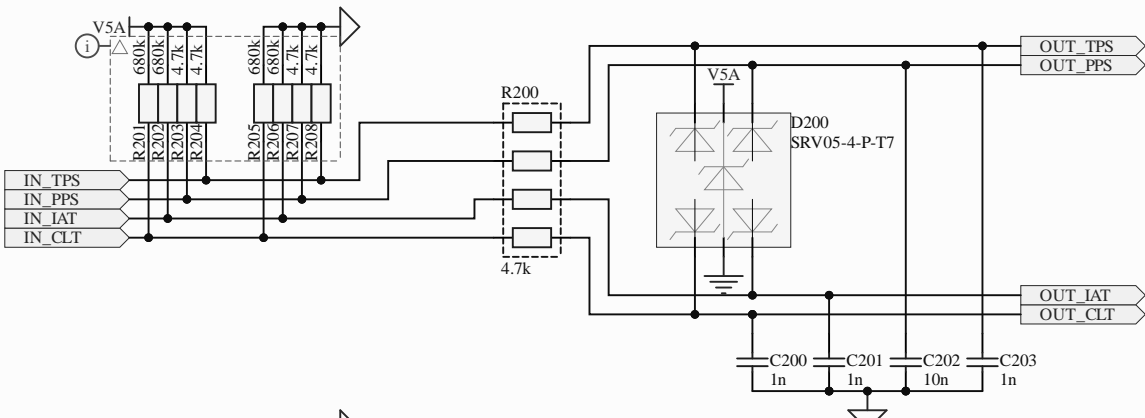 V5A
i
680k
680k
4.7k
4.7k
680k
680k
4.7k
4.7k
R201
R202
R203
R204
R205
R206
R207
R208
IN_TPS
IN_PPS
IN_IAT
IN_CLT
R200
4.7k
V5A
D200
SRV05-4-P-T7
OUT_TPS
OUT_PPS
OUT_IAT
OUT_CLT
C200
1n
C201
1n
C202
10n
C203
1n